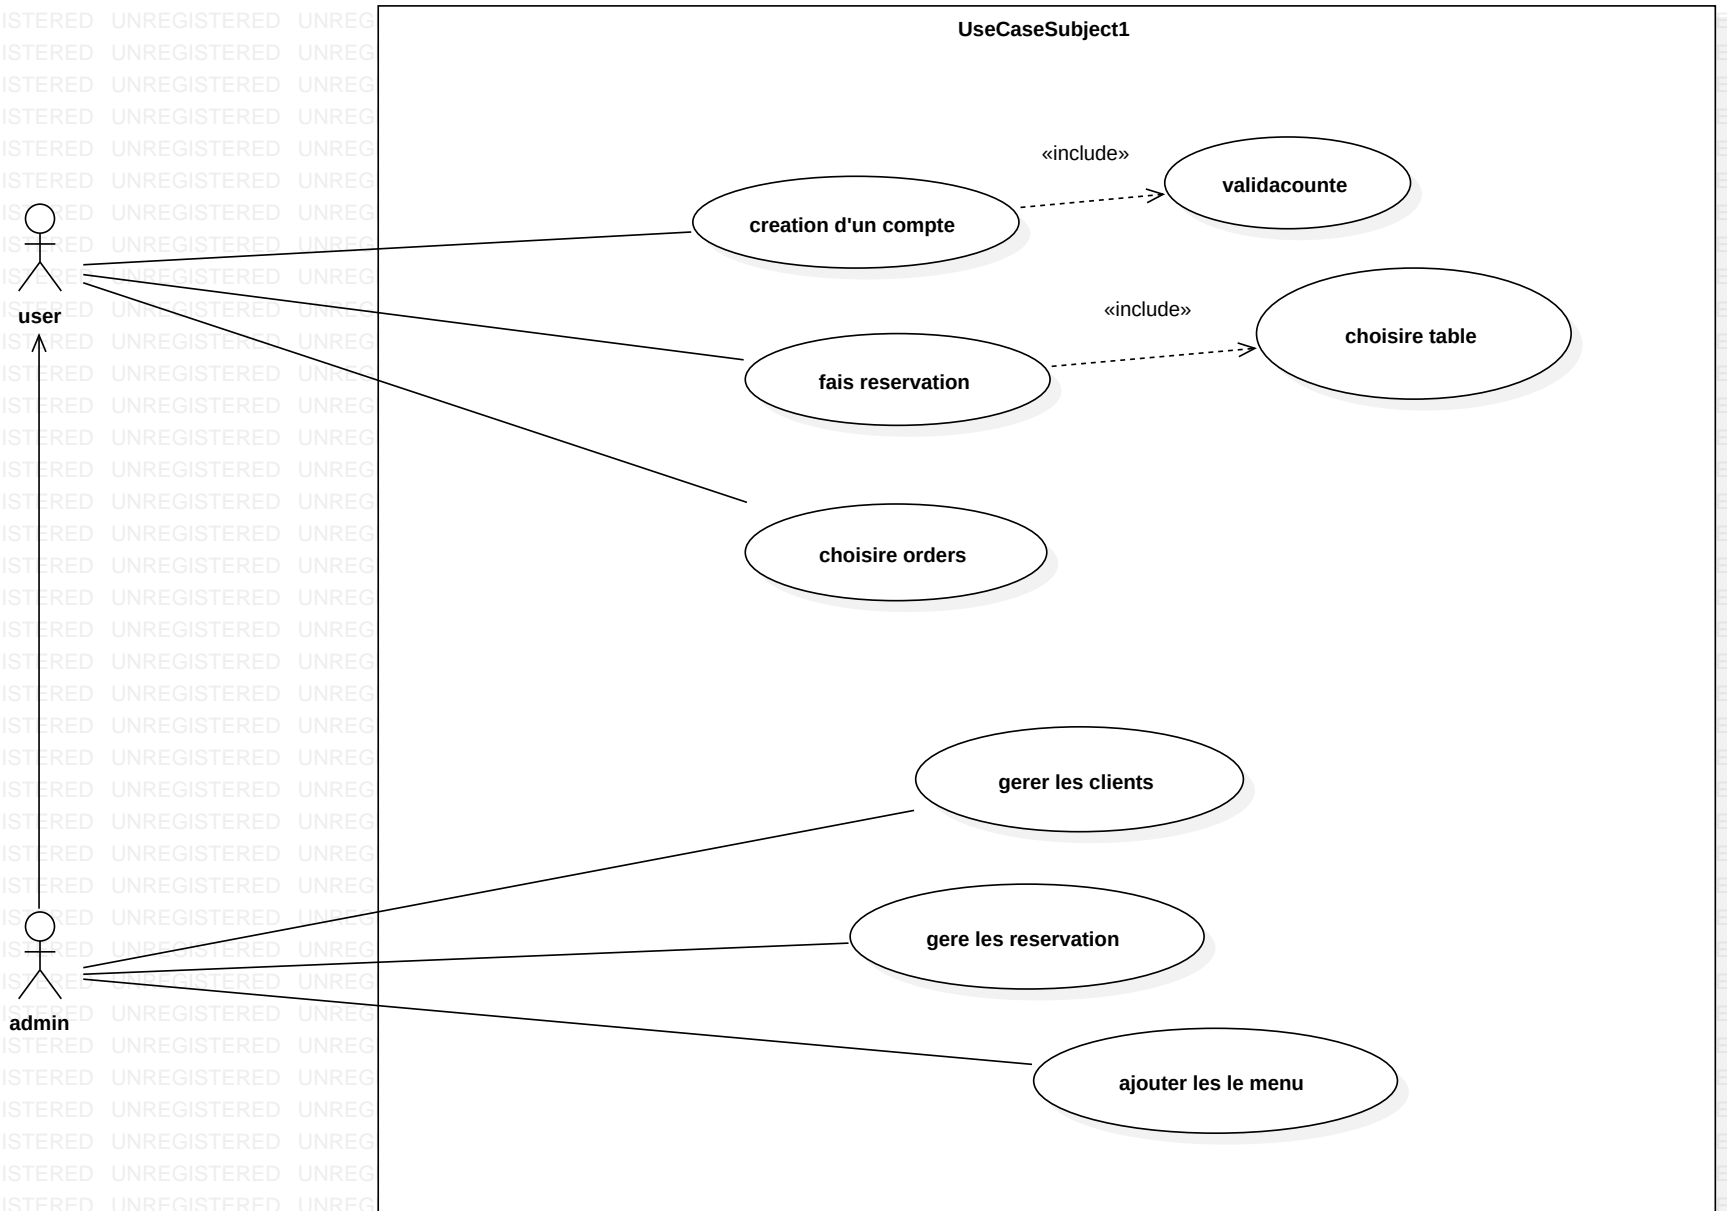 UseCaseSubject1
«include»
validacounte
creation d'un compte
«include»
choisire table
user
fais reservation
choisire orders
gerer les clients
gere les reservation
admin
ajouter les le menu
UNREGISTERED